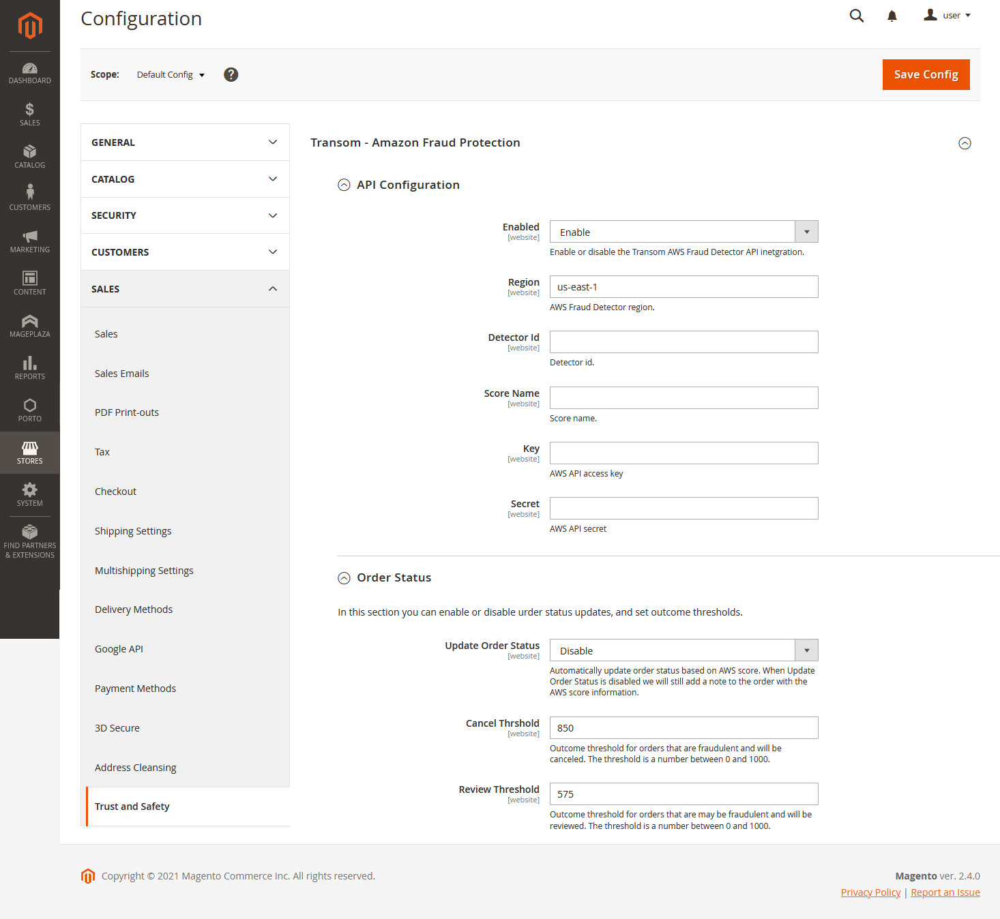 Configuration
user
Scope:
Default Config
?
Save Config
DASHBOARD
SALES
CATALOG
CUSTOMERS
MARKETING
CONTENT
MAGEPLAZA
REPORTS
PORTO
STORES
SYSTEM
FIND PARTNERS
& EXTENSIONS
GENERAL
CATALOG
SECURITY
CUSTOMERS
SALES
Sales
Sales Emails
PDF Print-outs
Tax
Checkout
Shipping Settings
Multishipping Settings
Delivery Methods
Google API
Payment Methods
3D Secure
Address Cleansing
Trust and Safety
Transom - Amazon Fraud Protection
API Configuration
Enabled
[website]
Enable
Enable or disable the Transom AWS Fraud Detector API inetgration.
Region
[website]
us-east-1
AWS Fraud Detector region.
Detector Id
[website]
Detector id.
Score Name
[website]
Score name.
Key
[website]
AWS API access key
Secret
[website]
AWS API secret
Order Status
In this section you can enable or disable urder status updates, and set outcome thresholds.
Update Order Status
[website]
Disable
Automatically update order status based on AWS score. When Update
Order Status is disabled we will still add a note to the order with the
AWS score information.
Cancel Thrshold
[website]
850
Outcome threshold for orders that are fraudulent and will be
canceled. The threshold is a number between 0 and 1000.
Review Threshold
[website]
575
Outcome threshold for orders that are may be fraudulent and will be
reviewed. The threshold is a number between 0 and 1000.
Copyright © 2021 Magento Commerce Inc. All rights reserved.
Magento ver. 2.4.0
Privacy Policy | Report an Issue